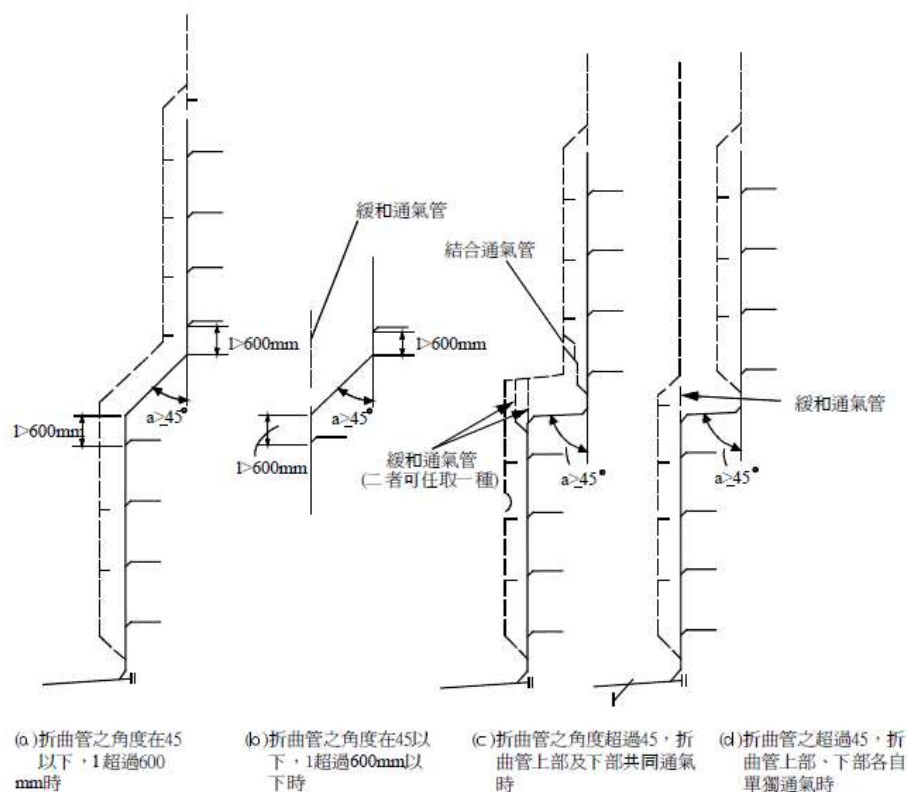 緩和通氣管
結合通氣管
l>600mm
l>600mm
a>45°
a>45°
緩和通氣管
l>600mm
l>600mm
緩和通氣管
(二者可任取一種)
a>45°
a>45°
(a)折曲管之角度在45
以下，l超過600
mm時
(b)折曲管之角度在45以
下，l超過600mm以
下時
(c)折曲管之角度超過45，折
曲管上部及下部共同通氣
時
(d)折曲管之超過45，折
曲管上部、下部各自
單獨通氣時